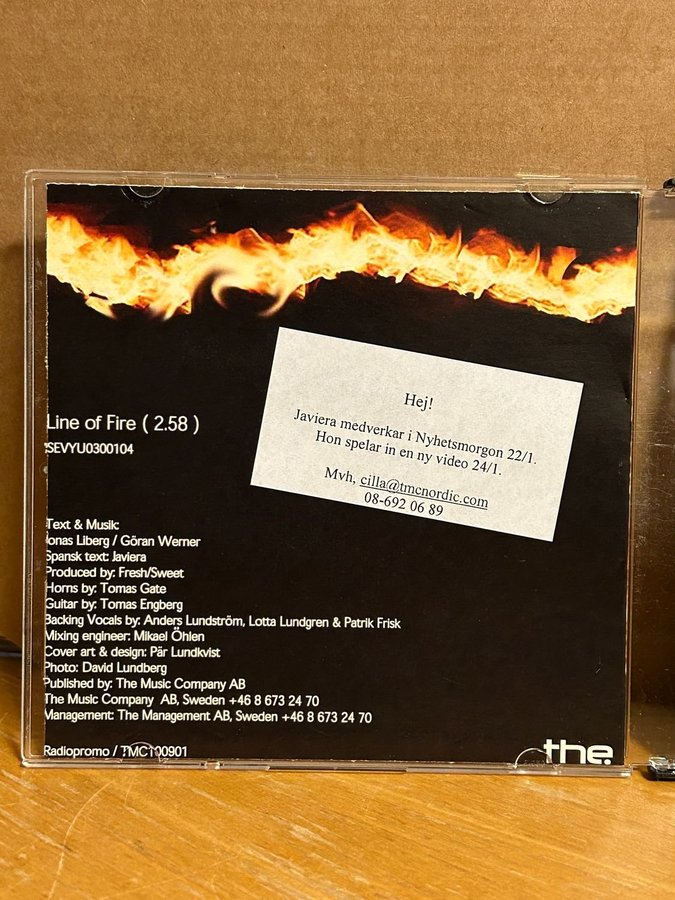 Line of Fire ( 2.58 )
SEVYU0300104
Hej!
Javiera medverkar i Nyhetsmorgon 22/1.
Hon spelar in en ny video 24/1.
Mvh, cilla@tmcnordic.com
08-692 06 89
Text & Musik:
Jonas Liberg / Göran Werner
Spansk text: Javiera
Produced by: Fresh/Sweet
Horns by: Tomas Gate
Guitar by: Tomas Engberg
Backing Vocals by: Anders Lundström, Lotta Lundgren & Patrik Frisk
Mixing engineer: Mikael Öhlen
Cover art & design: Pär Lundkvist
Photo: David Lundberg
Published by: The Music Company AB
The Music Company AB, Sweden +46 8 673 24 70
Management: The Management AB, Sweden +46 8 673 24 70
Radiopromo / TMC100901
the.